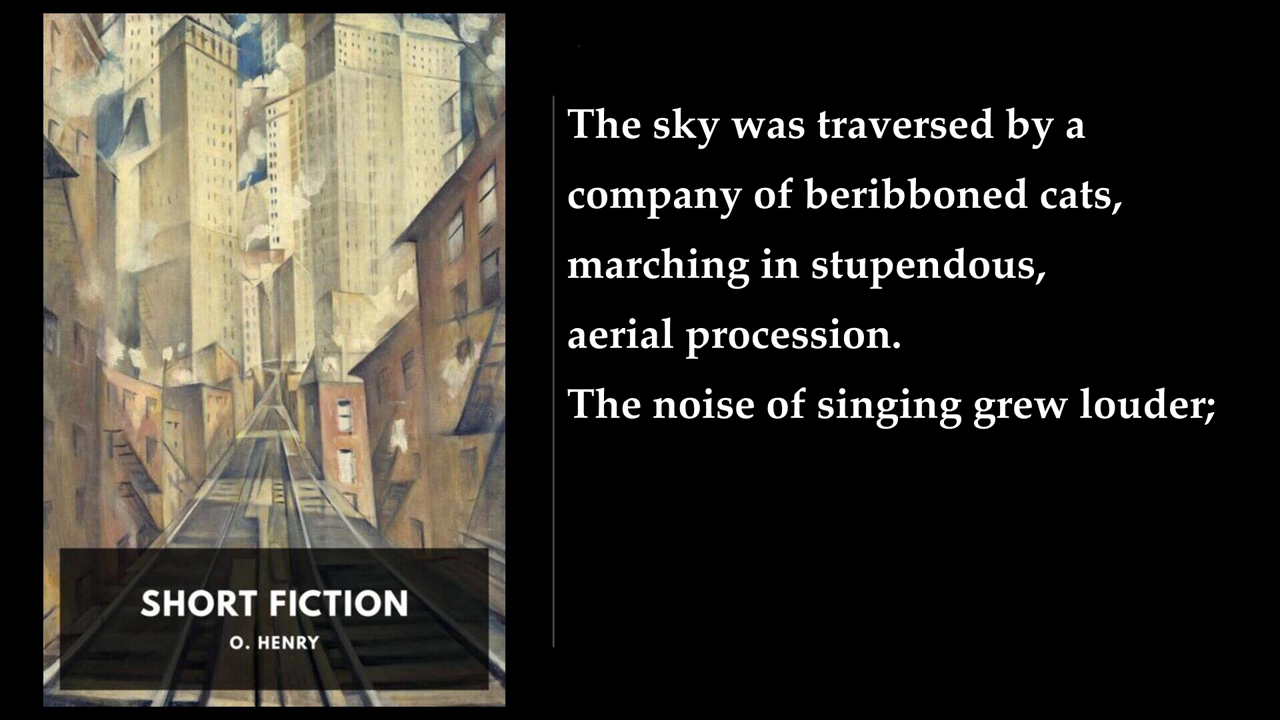 The sky was traversed by a
company of beribboned cats,
marching in stupendous,
aerial procession.
The noise of singing grew louder;
SHORT FICTION
O. HENRY